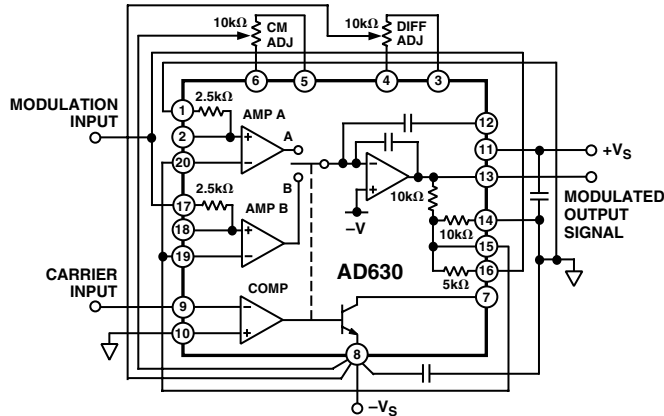 10kΩ
CM
ADJ
10kΩ
DIFF
ADJ
6
5
4
3
MODULATION
INPUT
1
2.5kΩ
AMP A
A
2
+
20
–
12
11
+VS
–
13
+
10kΩ
–V
B
2.5kΩ
17
AMP B
18
+
19
–
10kΩ
14
MODULATED
OUTPUT
SIGNAL
15
5kΩ
16
AD630
CARRIER
INPUT
COMP
9
–
10
+
7
8
–VS